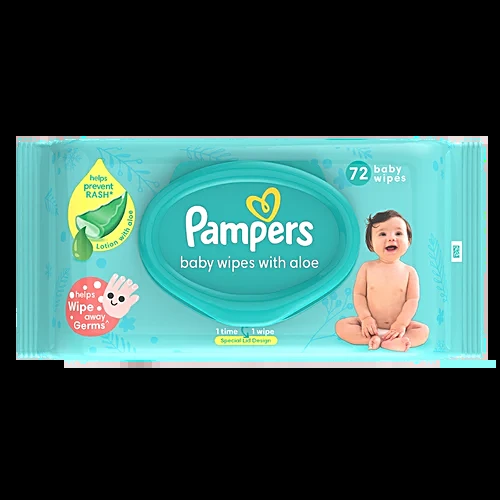 helps
prevent
RASH*
Lotion with aloe
helps
Wipe
away
Germs^
Pampers
baby wipes with aloe
1 time 1 wipe
Special Lid Design
72 baby
wipes